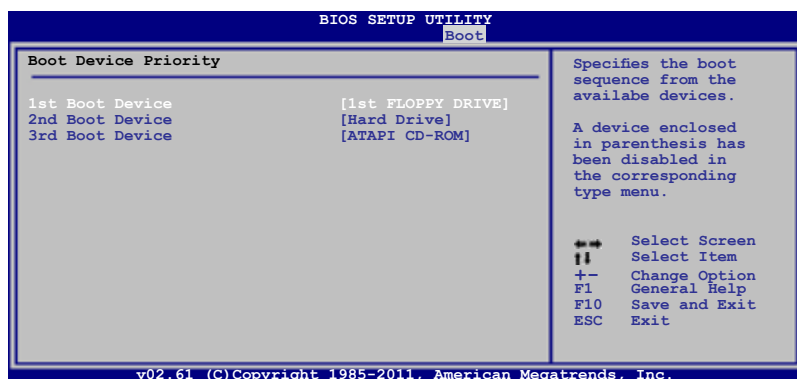 BIOS SETUP UTILITY
Boot
Boot Device Priority
1st Boot Device [1st FLOPPY DRIVE]
2nd Boot Device [Hard Drive]
3rd Boot Device [ATAPI CD-ROM]
Specifies the boot
sequence from the
availabe devices.
A device enclosed
in parenthesis has
been disabled in
the corresponding
type menu.
←→ Select Screen
↑↓ Select Item
+- Change Option
F1 General Help
F10 Save and Exit
ESC Exit
v02.61 (C)Copyright 1985-2011, American Megatrends, Inc.